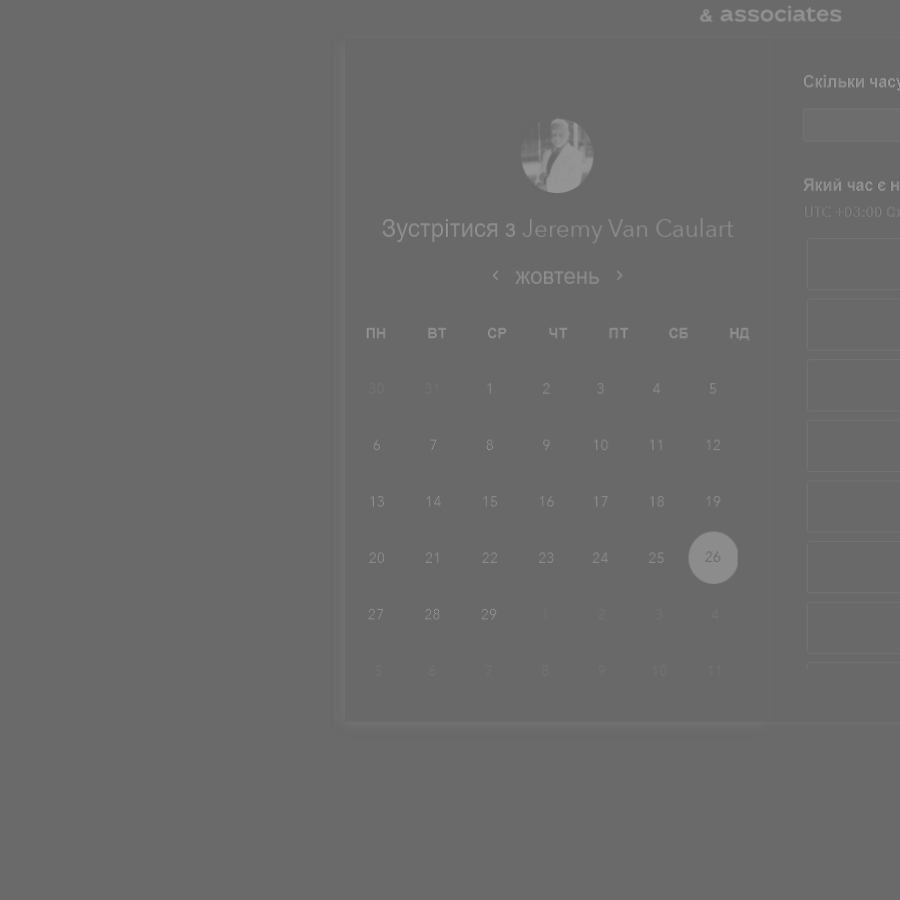 & associates
Зустрітися з Jeremy Van Caulart
жовтень
ПН ВТ СР ЧТ ПТ СБ НД
30 31 1 2 3 4 5
6 7 8 9 10 11 12
13 14 15 16 17 18 19
20 21 22 23 24 25 26
27 28 29 1 2 3 4
5 6 7 8 9 10 11
Скільки часу
Який час є н
UTC +03:00